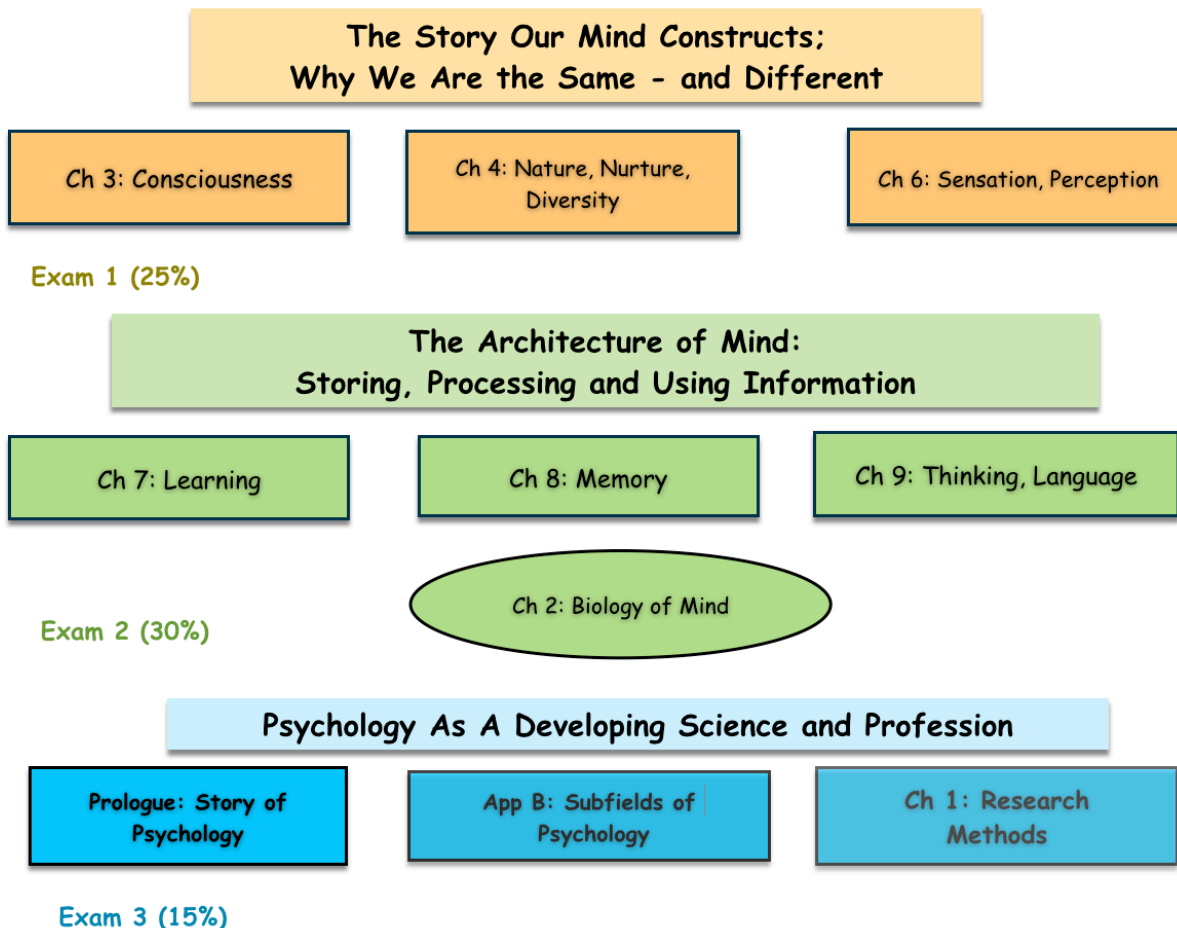 The Story Our Mind Constructs;
Why We Are the Same - and Different
Ch 3: Consciousness
Ch 4: Nature, Nurture,
Diversity
Ch 6: Sensation, Perception
Exam 1 (25%)
The Architecture of Mind:
Storing, Processing and Using Information
Ch 7: Learning
Ch 8: Memory
Ch 9: Thinking, Language
Ch 2: Biology of Mind
Exam 2 (30%)
Psychology As A Developing Science and Profession
Prologue: Story of
Psychology
App B: Subfields of
Psychology
Ch 1: Research
Methods
Exam 3 (15%)